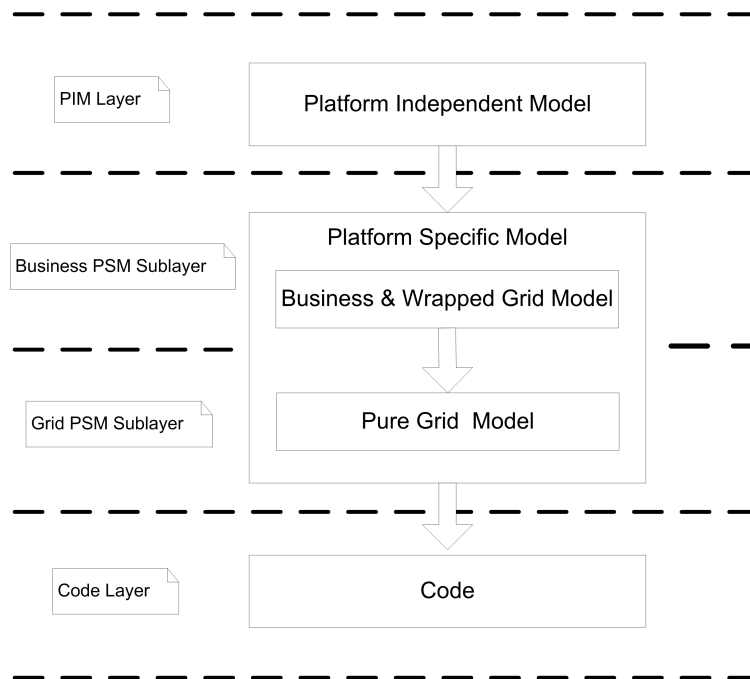 PIM Layer
Platform Independent Model
Platform Specific Model
Business PSM Sublayer
Business & Wrapped Grid Model
Grid PSM Sublayer
Pure Grid Model
Code Layer
Code